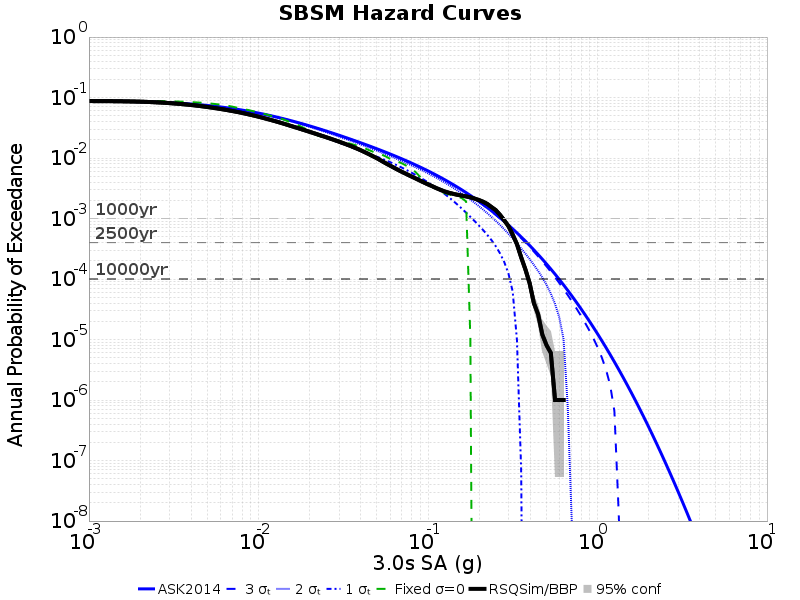 SBSM Hazard Curves
10^0
10^-1
10^-2
10^-3
10^-4
10^-5
10^-6
10^-7
10^-8
Annual Probability of Exceedance
1000yr
2500yr
10000yr
10^-3 10^-2 10^-1 10^0 10^1
3.0s SA (g)
ASK2014 3 σₜ 2 σₜ 1 σₜ Fixed σ=0 RSQSim/BBP 95% conf